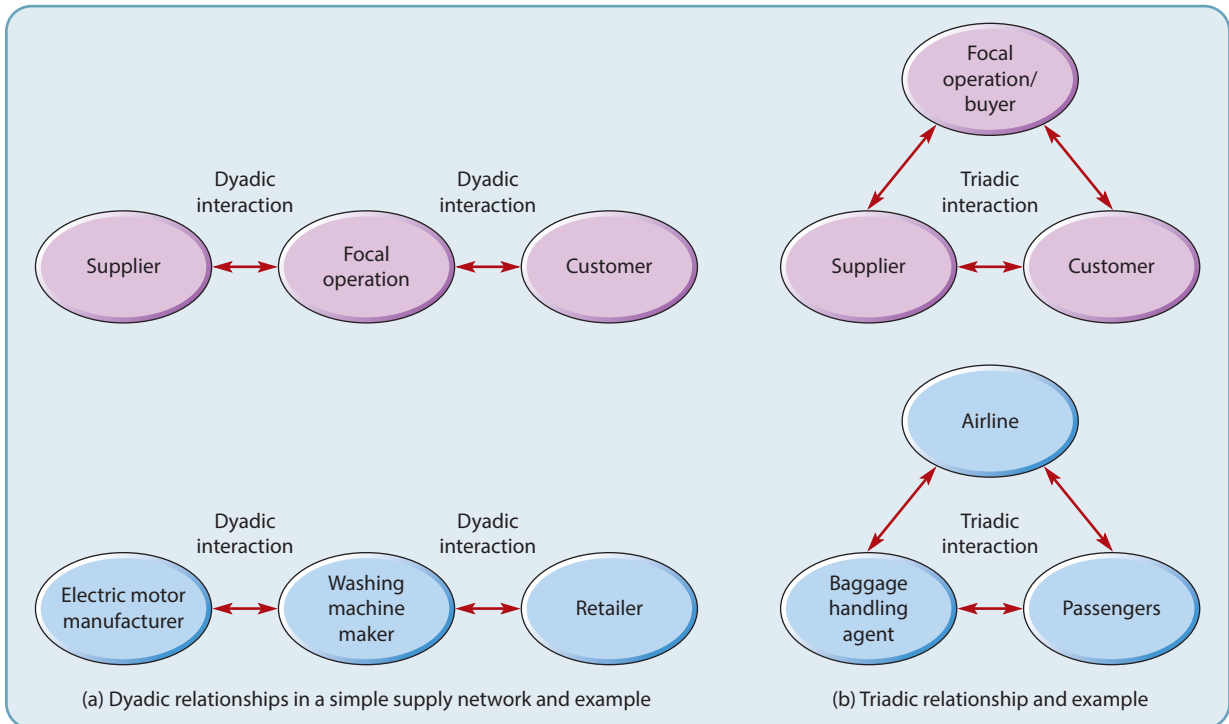 Focal
operation/
buyer
Dyadic
interaction
Dyadic
interaction
Triadic
interaction
Supplier
Focal
operation
Customer
Supplier
Customer
Airline
Dyadic
interaction
Dyadic
interaction
Triadic
interaction
Electric motor
manufacturer
Washing
machine
maker
Retailer
Baggage
handling
agent
Passengers
(a) Dyadic relationships in a simple supply network and example
(b) Triadic relationship and example